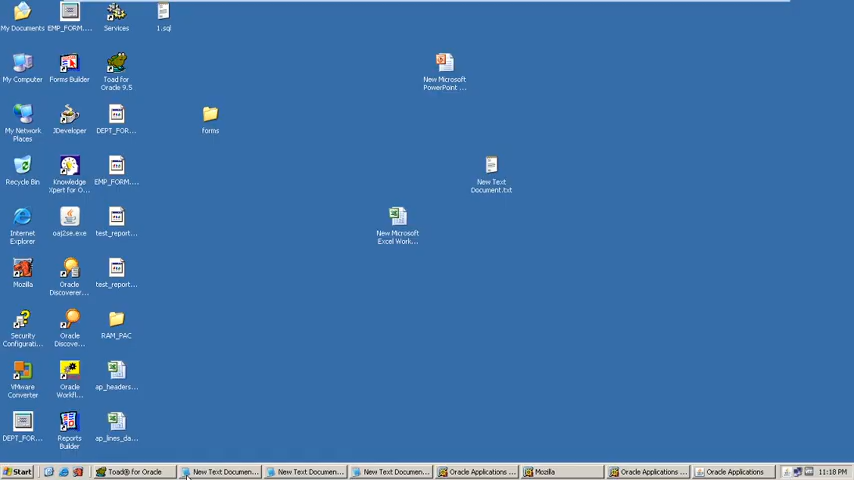 My Documents
EMP_FORM....
Services
1.sql
My Computer
Forms Builder
Toad for
Oracle 9.5
New Microsoft
PowerPoint ...
My Network
Places
JDeveloper
DEPT_FOR...
forms
Recycle Bin
Knowledge
Xpert for O...
EMP_FORM....
New Text
Document.txt
Internet
Explorer
oaj2se.exe
test_report...
New Microsoft
Excel Work...
Mozilla
Oracle
Discoverer...
test_report...
Security
Configurati...
Oracle
Discove...
RAM_PAC
VMware
Converter
Oracle
Workfl...
ap_headers...
DEPT_FOR...
Reports
Builder
ap_lines_da...
Start
Toad® for Oracle
New Text Documen...
New Text Documen...
New Text Documen...
Oracle Applications ...
Mozilla
Oracle Applications ...
Oracle Applications
11:18 PM